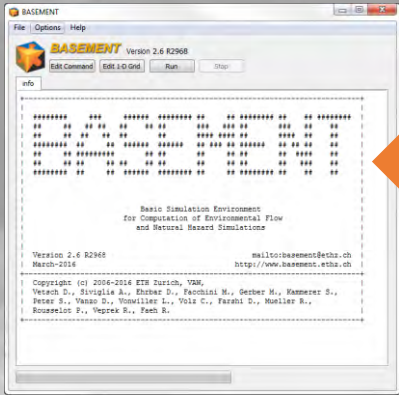 BASEMENT
File Options Help
BASEMENT Version 2.6 R2968
Edit Command Edit 1-D Grid Run Stop
info
BASEMENT
Basic Simulation Environment
for Computation of Environmental Flow
and Natural Hazard Simulations
Version 2.6 R2968 mailto:basement@ethz.ch
March-2016 http://www.basement.ethz.ch
Copyright (c) 2006-2016 ETH Zurich, VAW,
Vetsch D., Siviglia A., Ehrbar D., Facchini M., Gerber M., Kammerer S.,
Peter S., Vanzo D., Vonwiller L., Volz C., Farshi D., Mueller R.,
Rousselot P., Veprek R., Faeh R.